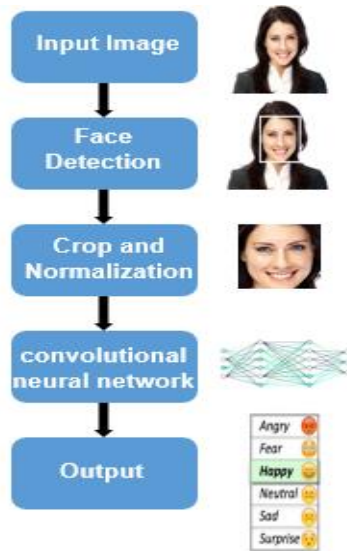 Input Image
Face
Detection
Crop and
Normalization
convolutional
neural network
Output
Angry
Fear
Happy
Neutral
Sad
Surprise